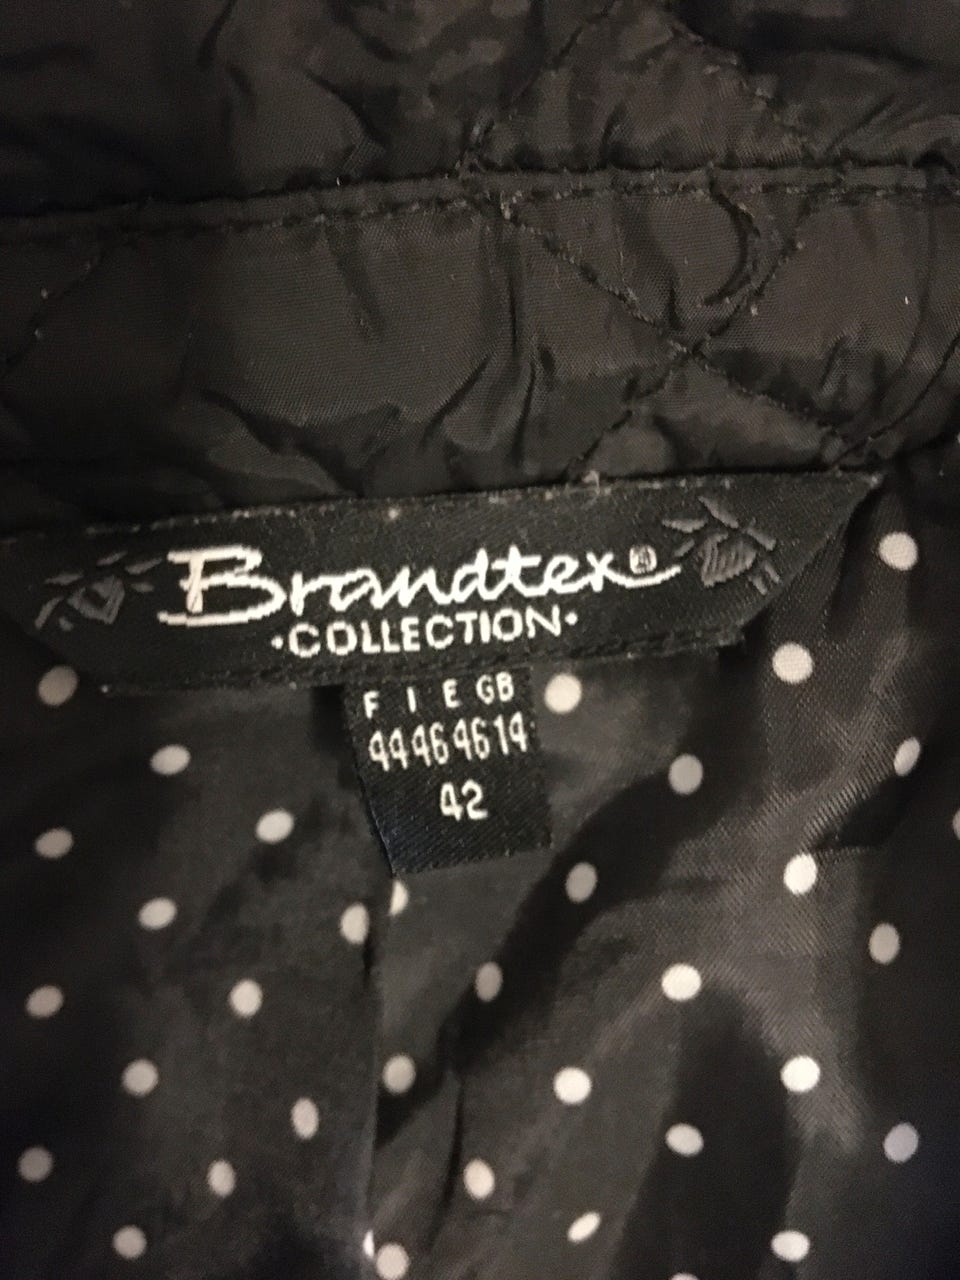 Brandtex®
·COLLECTION·
F I E GB
44 46 46 14
42